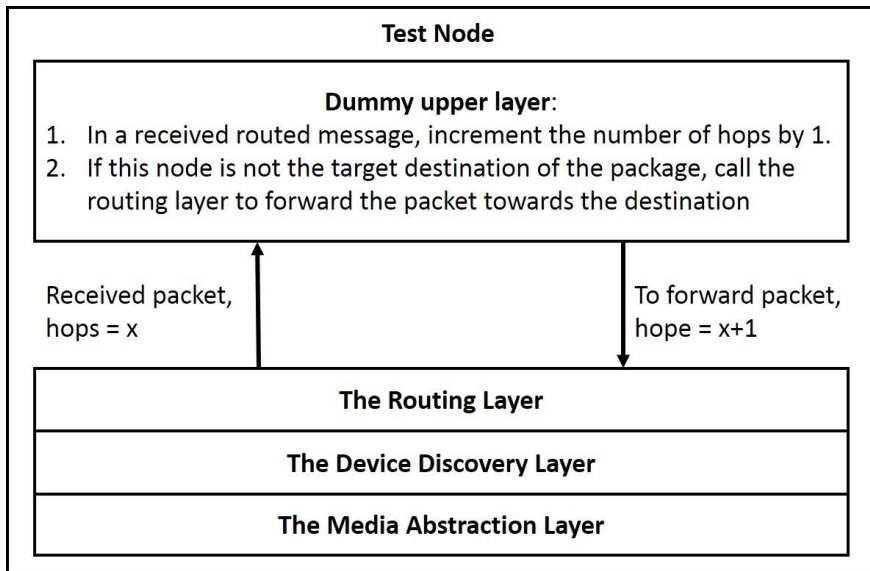 Test Node
Dummy upper layer:
1. In a received routed message, increment the number of hops by 1.
2. If this node is not the target destination of the package, call the
routing layer to forward the packet towards the destination
Received packet,
hops = x
To forward packet,
hope = x+1
The Routing Layer
The Device Discovery Layer
The Media Abstraction Layer